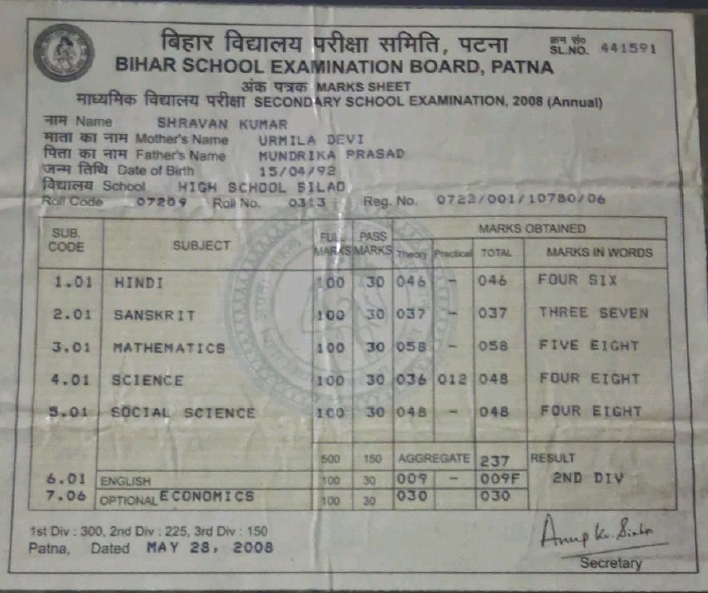 बिहार विद्यालय परीक्षा समिति, पटना
क्रम सं०
SL.NO. 441591
BIHAR SCHOOL EXAMINATION BOARD, PATNA
अंक पत्रक MARKS SHEET
माध्यमिक विद्यालय परीक्षा SECONDARY SCHOOL EXAMINATION, 2008 (Annual)
नाम Name SHRAVAN KUMAR
माता का नाम Mother's Name URMILA DEVI
पिता का नाम Father's Name MUNDRIKA PRASAD
जन्म तिथि Date of Birth 15/04/92
विद्यालय School HIGH SCHOOL SILAO
Roll Code 07209 Roll No. 0313 Reg. No. 0722/001/10780/06
SUB. CODE SUBJECT FULL MARKS PASS MARKS MARKS OBTAINED
Theory Practical TOTAL MARKS IN WORDS
1.01 HINDI 100 30 046 - 046 FOUR SIX
2.01 SANSKRIT 100 30 037 - 037 THREE SEVEN
3.01 MATHEMATICS 100 30 058 - 058 FIVE EIGHT
4.01 SCIENCE 100 30 036 012 048 FOUR EIGHT
5.01 SOCIAL SCIENCE 100 30 048 - 048 FOUR EIGHT
500 150 AGGREGATE 237 RESULT
6.01 ENGLISH 100 30 009 - 009F 2ND DIV
7.06 OPTIONAL ECONOMICS 100 30 030 030
1st Div : 300, 2nd Div : 225, 3rd Div : 150
Patna, Dated MAY 28, 2008
Anup Kr. Sinha
Secretary